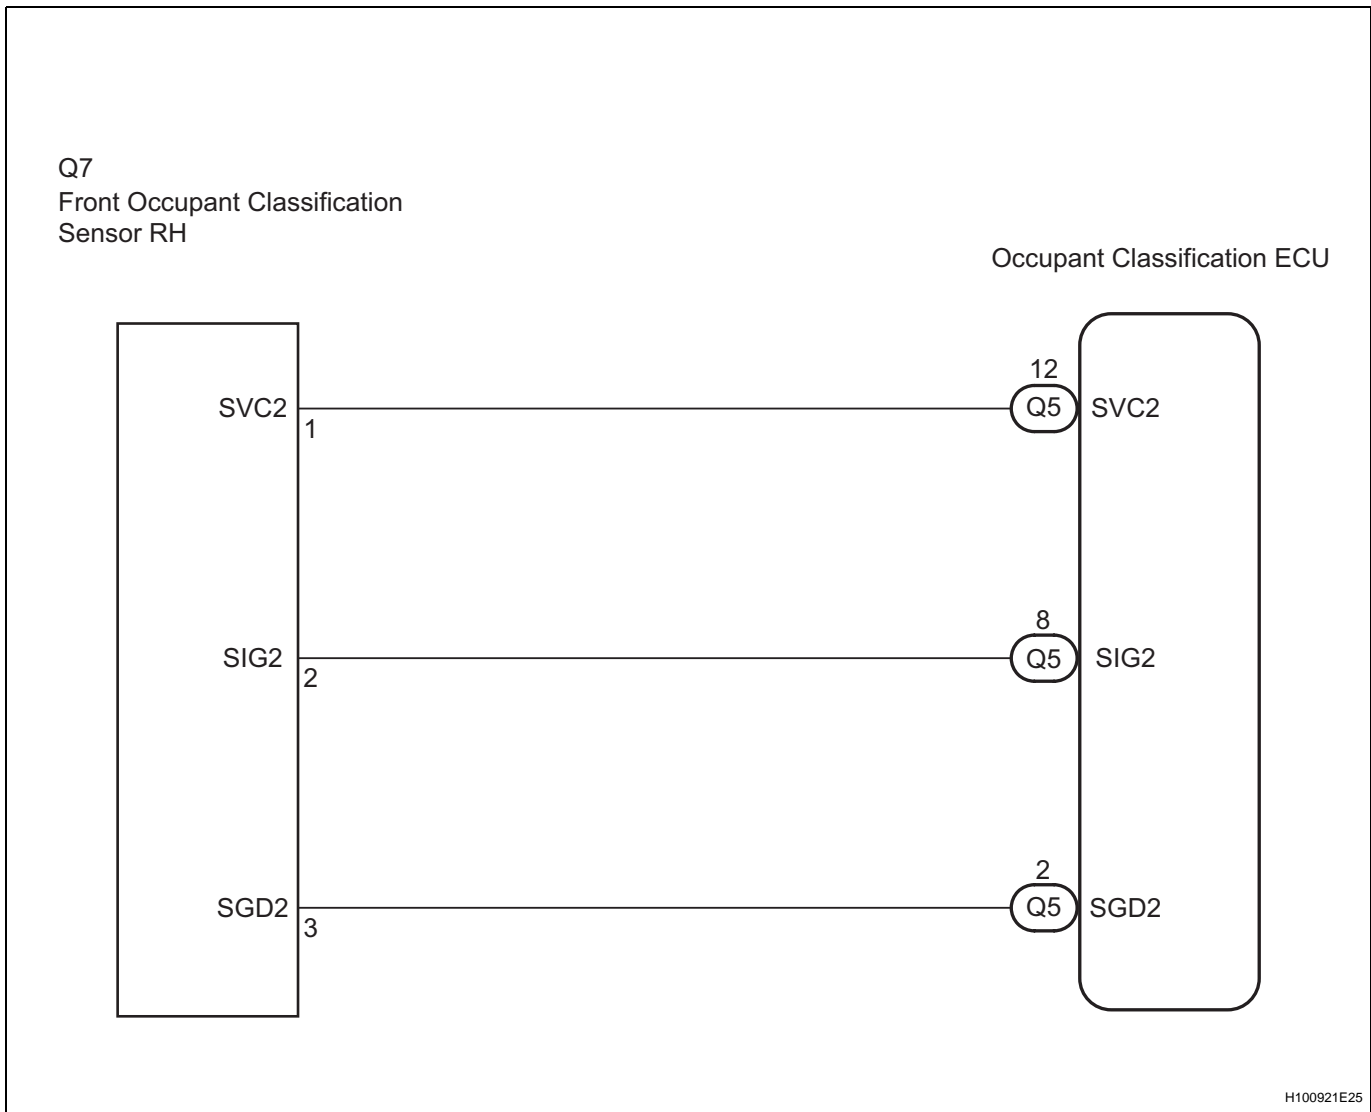 Q7
Front Occupant Classification
Sensor RH
Occupant Classification ECU
12
SVC2
1
Q5
SVC2
8
SIG2
2
Q5
SIG2
2
SGD2
3
Q5
SGD2
H100921E25